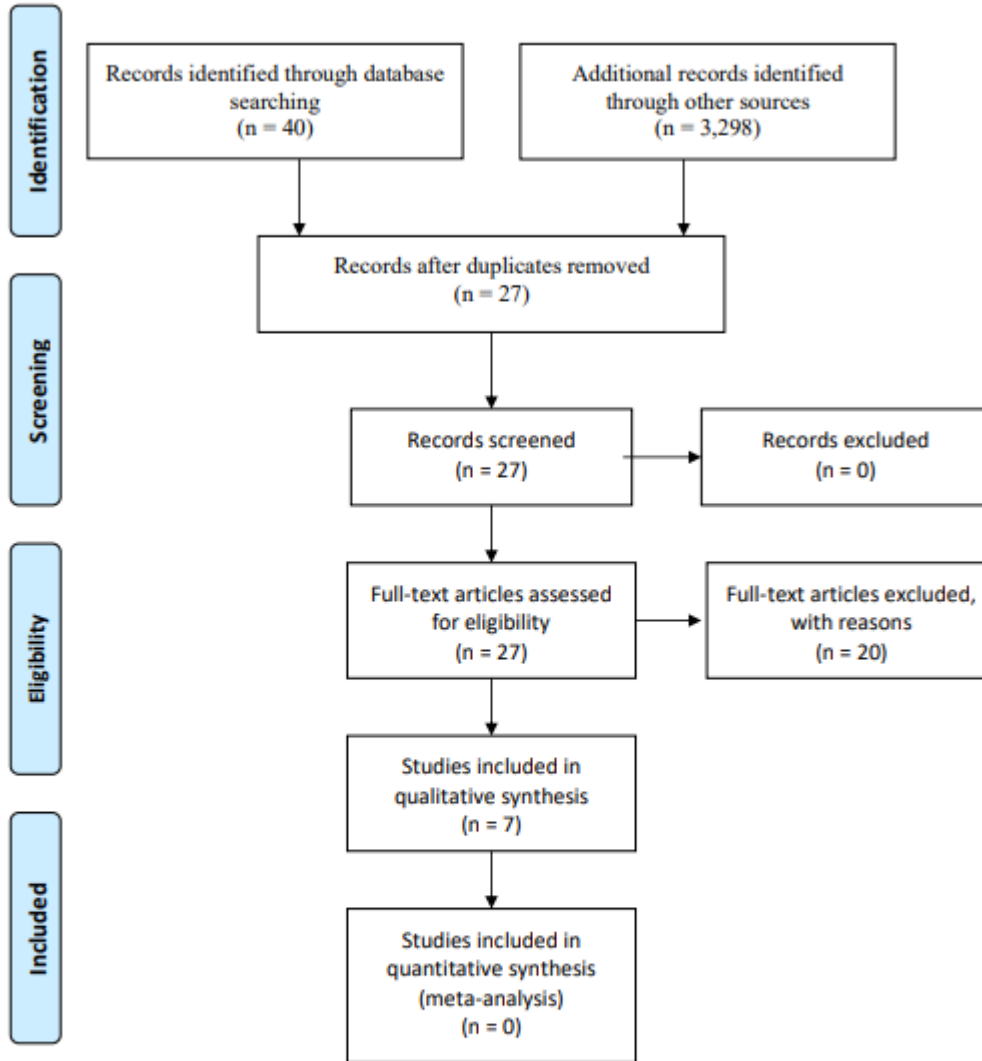 Identification
Records identified through database
searching
(n = 40)
Additional records identified
through other sources
(n = 3,298)
Records after duplicates removed
(n = 27)
Screening
Records screened
(n = 27)
Records excluded
(n = 0)
Eligibility
Full-text articles assessed
for eligibility
(n = 27)
Full-text articles excluded,
with reasons
(n = 20)
Studies included in
qualitative synthesis
(n = 7)
Included
Studies included in
quantitative synthesis
(meta-analysis)
(n = 0)